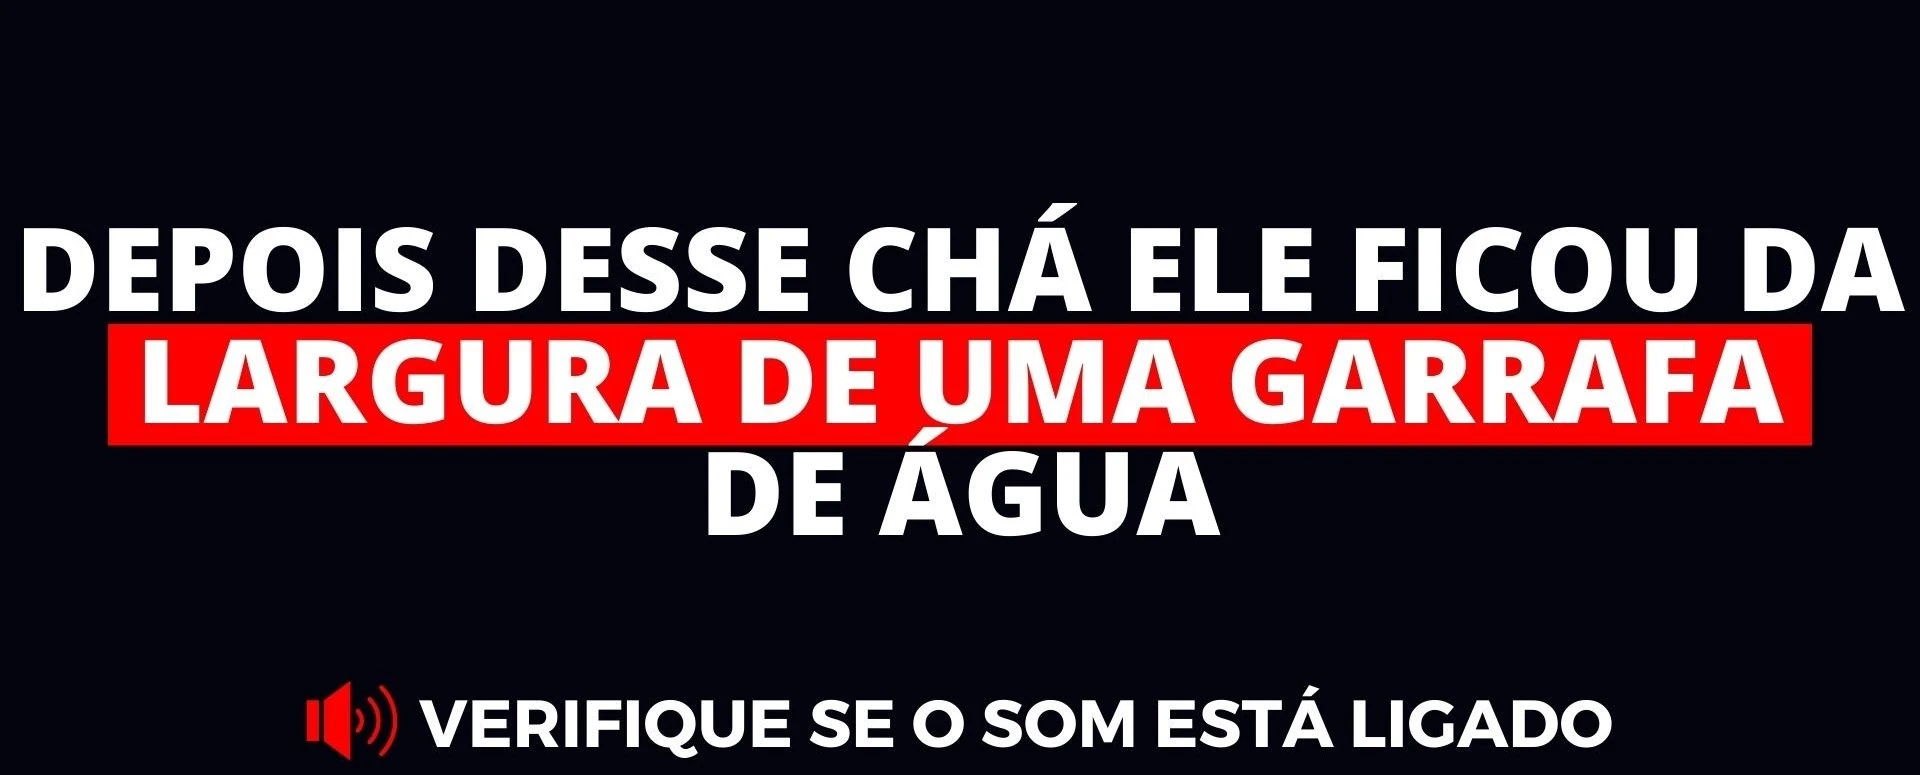 DEPOIS DESSE CHÁ ELE FICOU DA
LARGURA DE UMA GARRAFA
DE ÁGUA
VERIFIQUE SE O SOM ESTÁ LIGADO